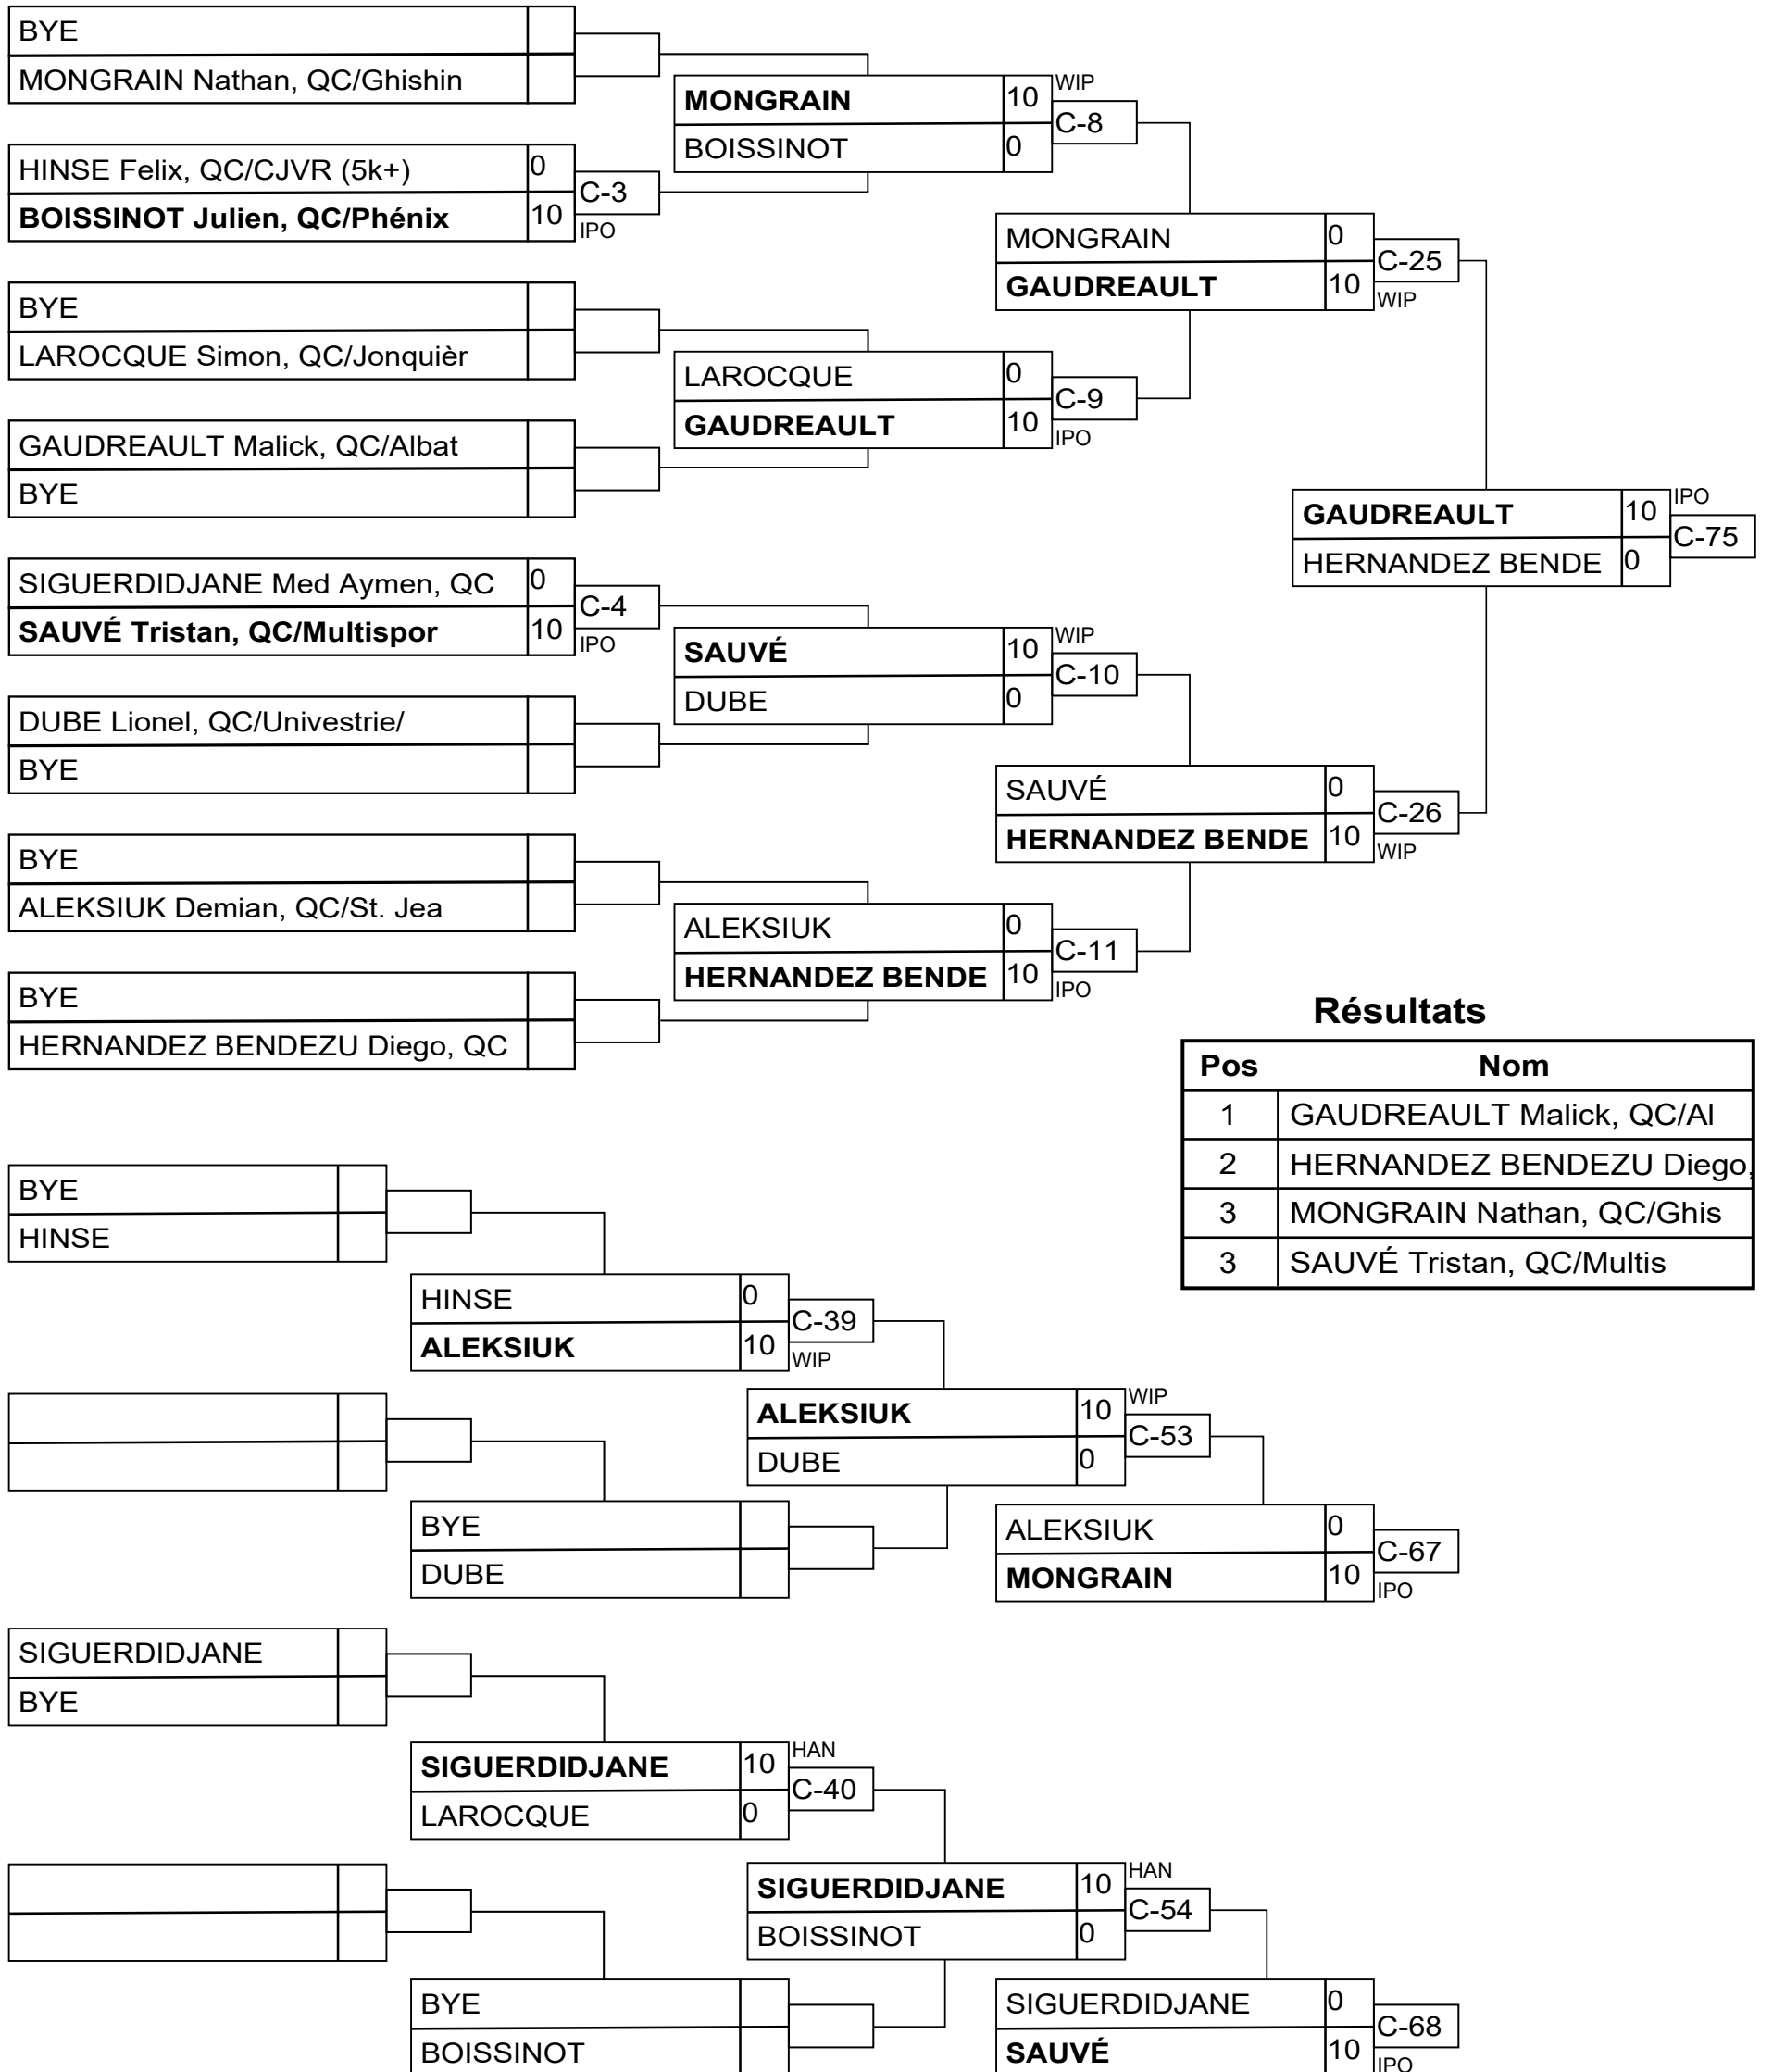 BYE
MONGRAIN Nathan, QC/Ghishin
HINSE Felix, QC/CJVR (5k+) 0
BOISSINOT Julien, QC/Phénix 10
C-3
IPO
BYE
LAROCQUE Simon, QC/Jonquièr
GAUDREAULT Malick, QC/Albat
BYE
SIGUERDIDJANE Med Aymen, QC 0
SAUVÉ Tristan, QC/Multispor 10
C-4
IPO
DUBE Lionel, QC/Univestrie/
BYE
BYE
ALEKSIUK Demian, QC/St. Jea
BYE
HERNANDEZ BENDEZU Diego, QC
MONGRAIN 10
BOISSINOT 0
WIP
C-8
LAROCQUE 0
GAUDREAULT 10
C-9
IPO
SAUVÉ 10
DUBE 0
WIP
C-10
ALEKSIUK 0
HERNANDEZ BENDE 10
C-11
IPO
MONGRAIN 0
GAUDREAULT 10
C-25
WIP
SAUVÉ 0
HERNANDEZ BENDE 10
C-26
WIP
GAUDREAULT 10
HERNANDEZ BENDE 0
IPO
C-75
Résultats
Pos Nom
1 GAUDREAULT Malick, QC/Al
2 HERNANDEZ BENDEZU Diego,
3 MONGRAIN Nathan, QC/Ghis
3 SAUVÉ Tristan, QC/Multis
BYE
HINSE
HINSE 0
ALEKSIUK 10
C-39
WIP
BYE
DUBE
ALEKSIUK 10
DUBE 0
WIP
C-53
ALEKSIUK 0
MONGRAIN 10
C-67
IPO
SIGUERDIDJANE
BYE
SIGUERDIDJANE 10
LAROCQUE 0
HAN
C-40
BYE
BOISSINOT
SIGUERDIDJANE 10
BOISSINOT 0
HAN
C-54
SIGUERDIDJANE 0
SAUVÉ 10
C-68
IPO